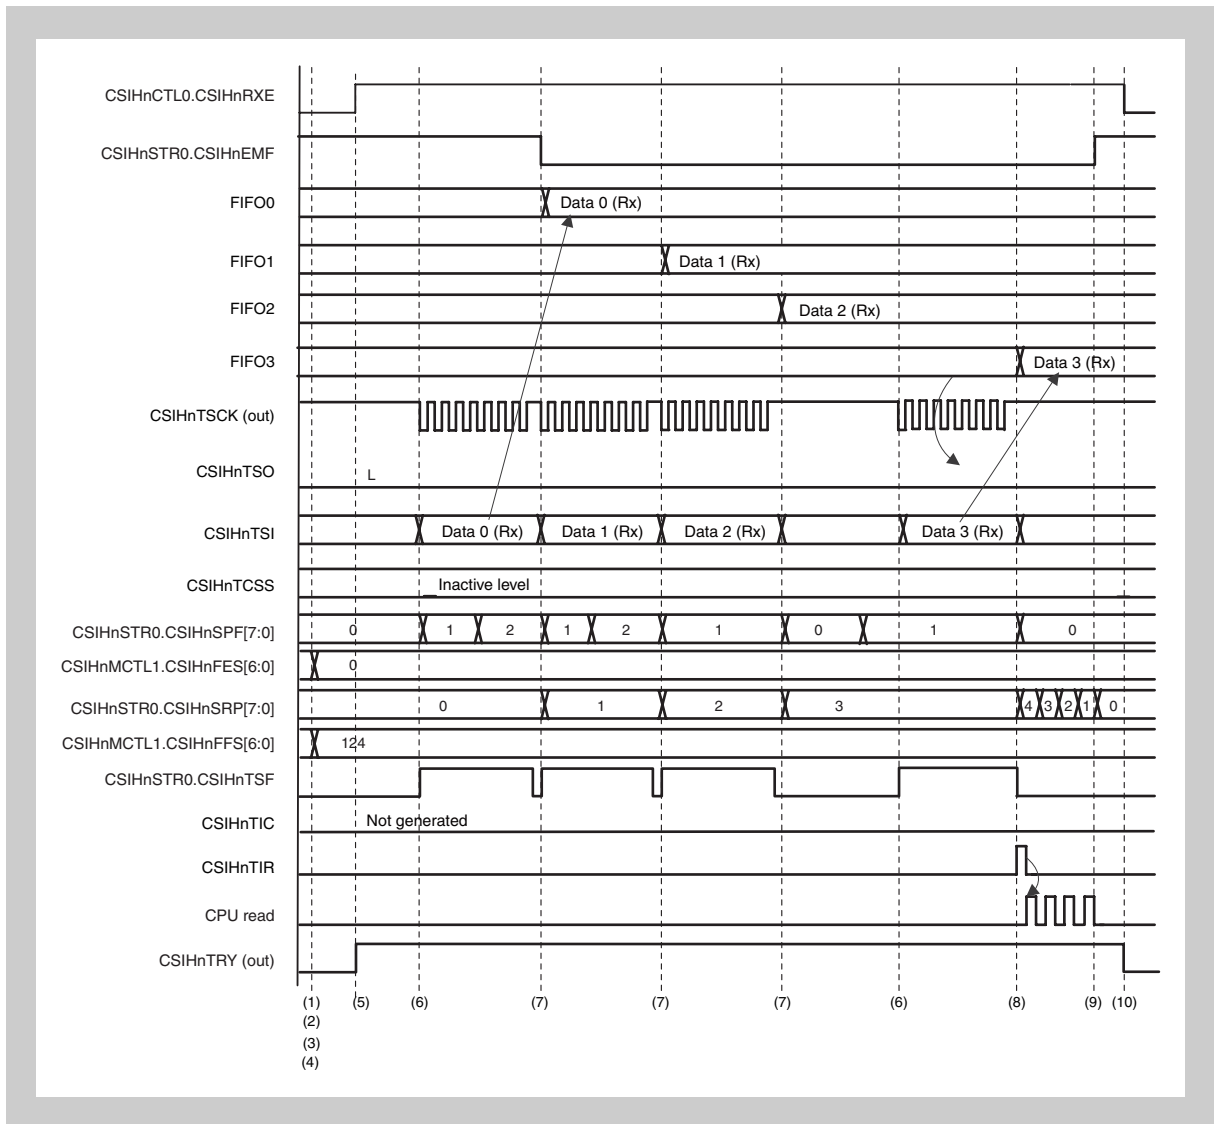 CSIHnCTL0.CSIHnRXE
CSIHnSTR0.CSIHnEMF
FIFO0 Data 0 (Rx)
FIFO1 Data 1 (Rx)
FIFO2 Data 2 (Rx)
FIFO3 Data 3 (Rx)
CSIHnTSCK (out)
CSIHnTSO L
CSIHnTSI Data 0 (Rx) Data 1 (Rx) Data 2 (Rx) Data 3 (Rx)
CSIHnTCSS Inactive level
CSIHnSTR0.CSIHnSPF[7:0] 0 1 2 1 2 1 0 1 0
CSIHnMCTL1.CSIHnFES[6:0] 0
CSIHnSTR0.CSIHnSRP[7:0] 0 1 2 3 4 3 2 1 0
CSIHnMCTL1.CSIHnFFS[6:0] 124
CSIHnSTR0.CSIHnTSF
CSIHnTIC Not generated
CSIHnTIR
CPU read
CSIHnTRY (out)
(1) (5) (6) (7) (7) (7) (6) (8) (9) (10)
(2)
(3)
(4)